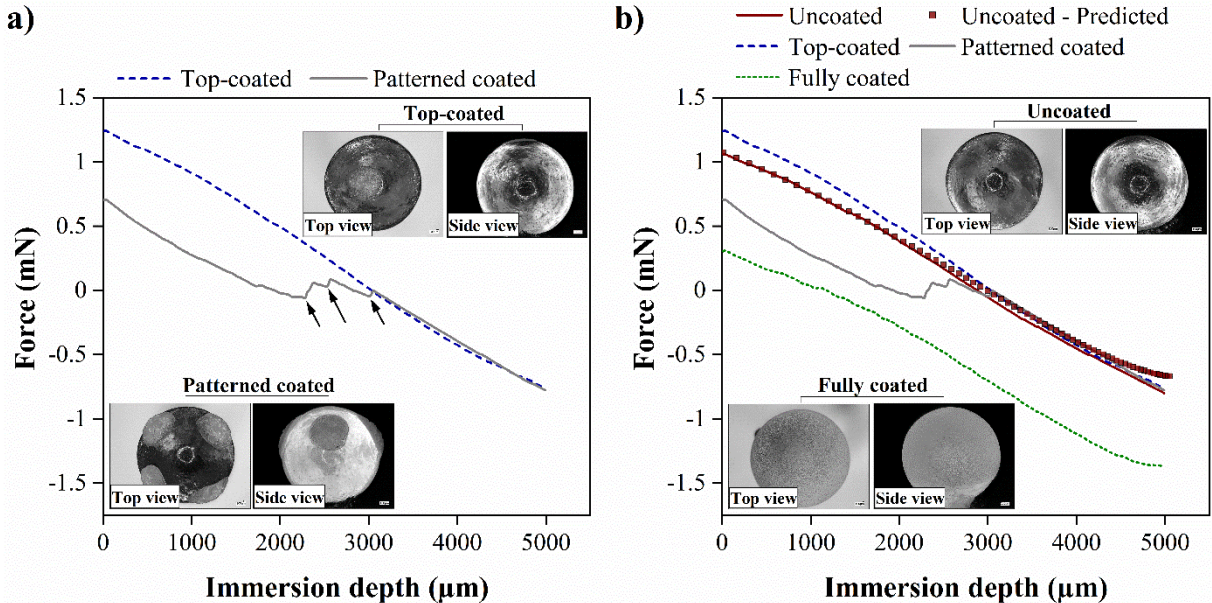 a)
Top-coated Patterned coated
1.5
1
0.5
0
-0.5
-1
-1.5
Force (mN)
Top-coated
Top view Side view
Patterned coated
Top view Side view
0 1000 2000 3000 4000 5000
Immersion depth (µm)
b)
Uncoated Uncoated - Predicted
Top-coated Patterned coated
Fully coated
1.5
1
0.5
0
-0.5
-1
-1.5
Force (mN)
Uncoated
Top view Side view
Fully coated
Top view Side view
0 1000 2000 3000 4000 5000
Immersion depth (µm)